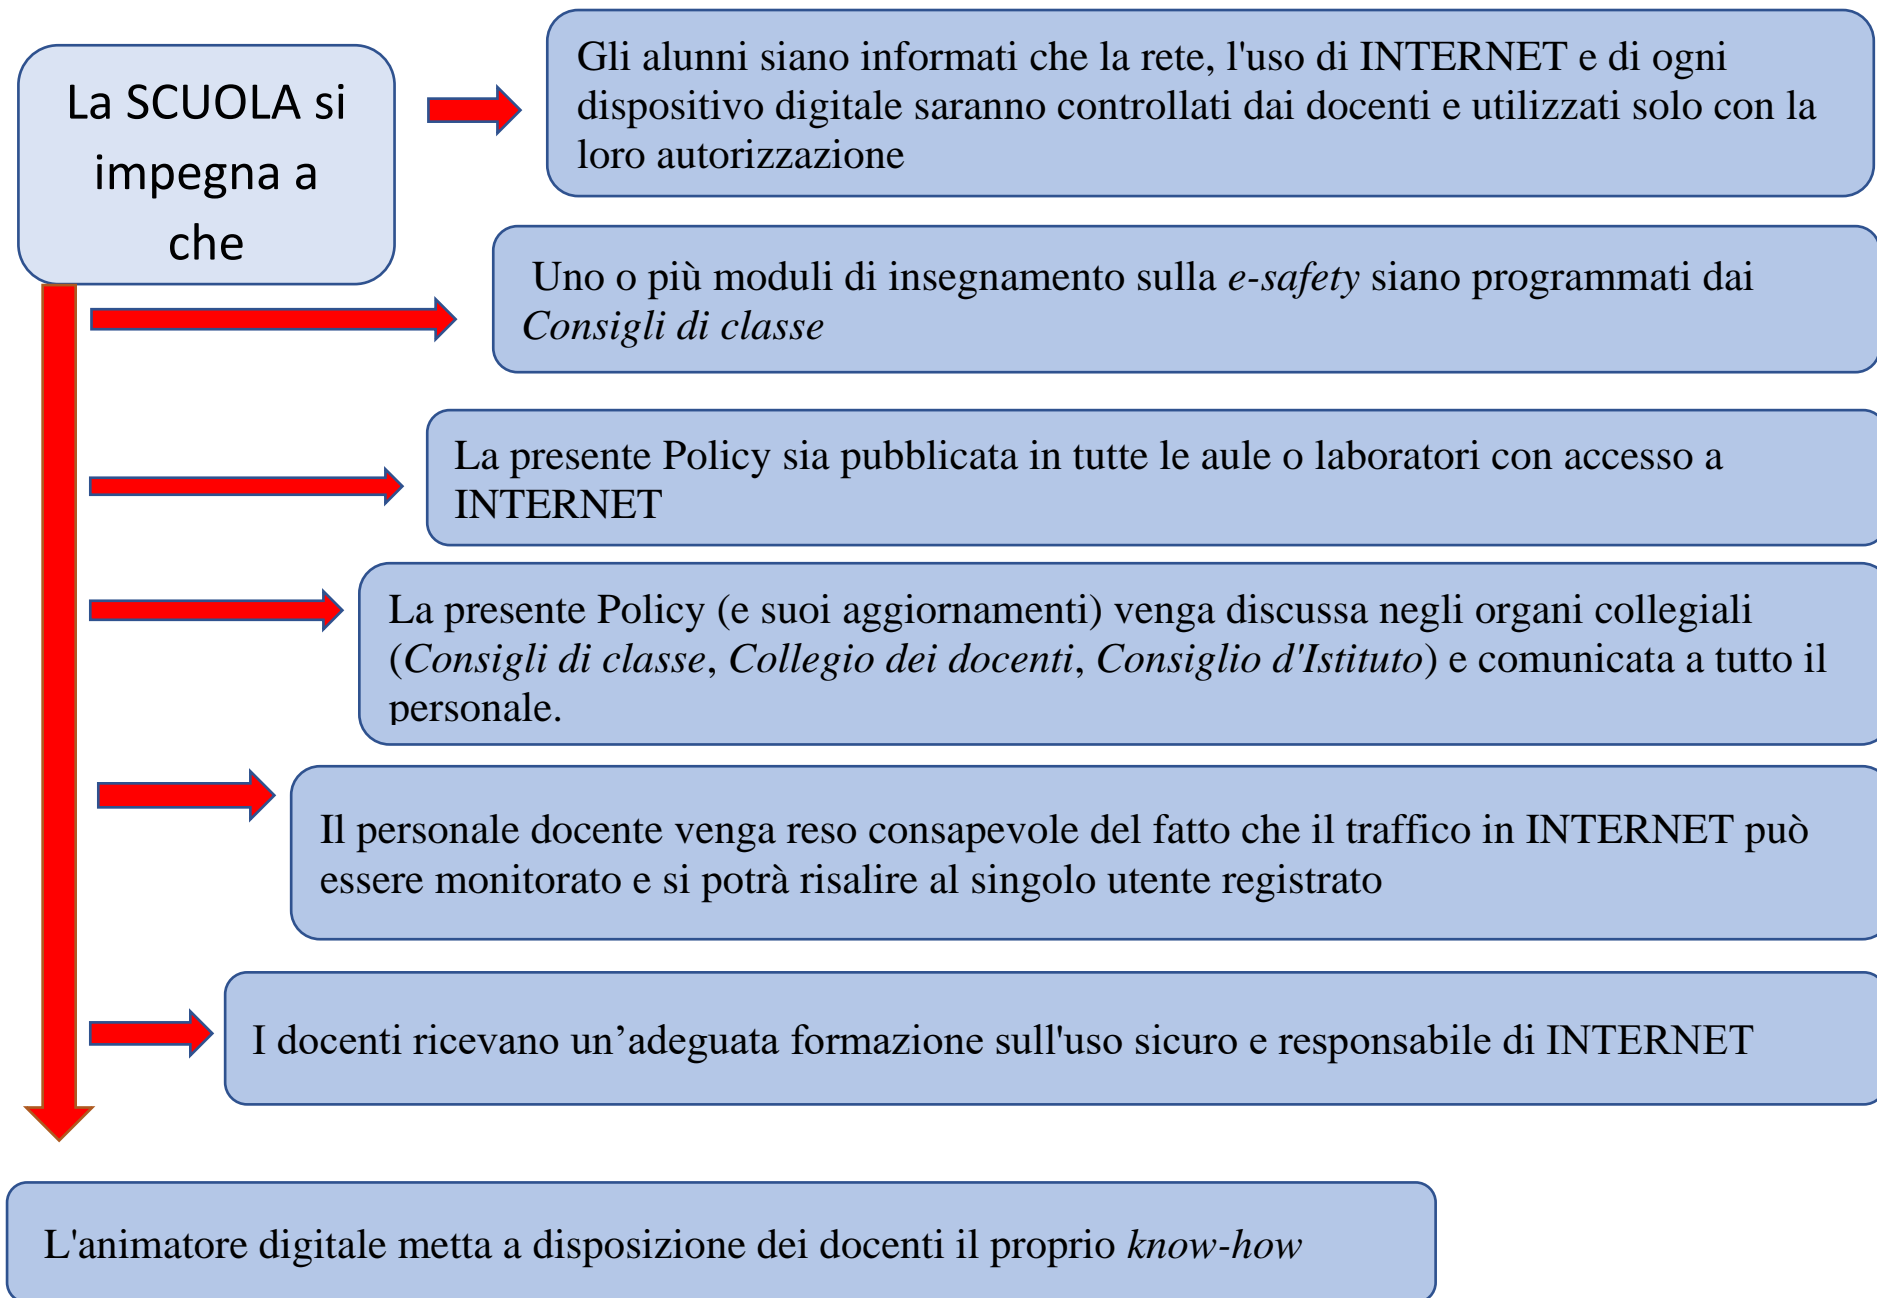 La SCUOLA si
impegna a
che
Gli alunni siano informati che la rete, l'uso di INTERNET e di ogni
dispositivo digitale saranno controllati dai docenti e utilizzati solo con la
loro autorizzazione
Uno o più moduli di insegnamento sulla e-safety siano programmati dai
Consigli di classe
La presente Policy sia pubblicata in tutte le aule o laboratori con accesso a
INTERNET
La presente Policy (e suoi aggiornamenti) venga discussa negli organi collegiali
(Consigli di classe, Collegio dei docenti, Consiglio d'Istituto) e comunicata a tutto il
personale.
Il personale docente venga reso consapevole del fatto che il traffico in INTERNET può
essere monitorato e si potrà risalire al singolo utente registrato
I docenti ricevano un’adeguata formazione sull'uso sicuro e responsabile di INTERNET
L'animatore digitale metta a disposizione dei docenti il proprio know-how